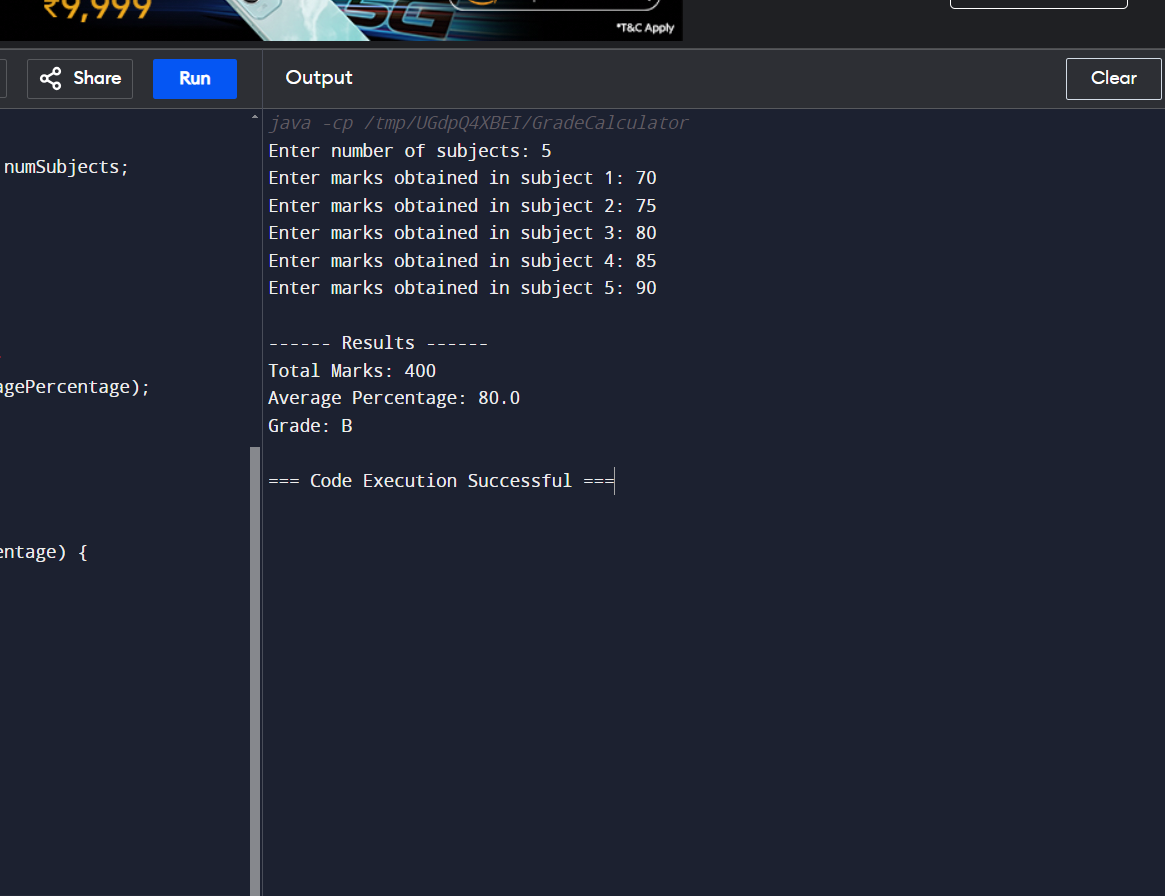 ₹9,999
5G
*T&C Apply
Share
Run
Output
Clear
numSubjects;
agePercentage);
entage) {
java -cp /tmp/UGdpQ4XBEI/GradeCalculator
Enter number of subjects: 5
Enter marks obtained in subject 1: 70
Enter marks obtained in subject 2: 75
Enter marks obtained in subject 3: 80
Enter marks obtained in subject 4: 85
Enter marks obtained in subject 5: 90
------ Results ------
Total Marks: 400
Average Percentage: 80.0
Grade: B
=== Code Execution Successful ===